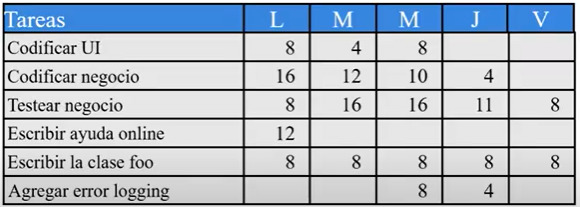 Tareas L M M J V
Codificar UI 8 4 8
Codificar negocio 16 12 10 4
Testear negocio 8 16 16 11 8
Escribir ayuda online 12
Escribir la clase foo 8 8 8 8 8
Agregar error logging 8 4